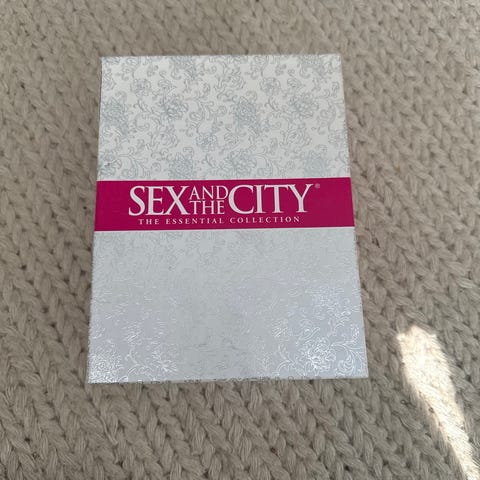 SEX AND THE CITY®
THE ESSENTIAL COLLECTION